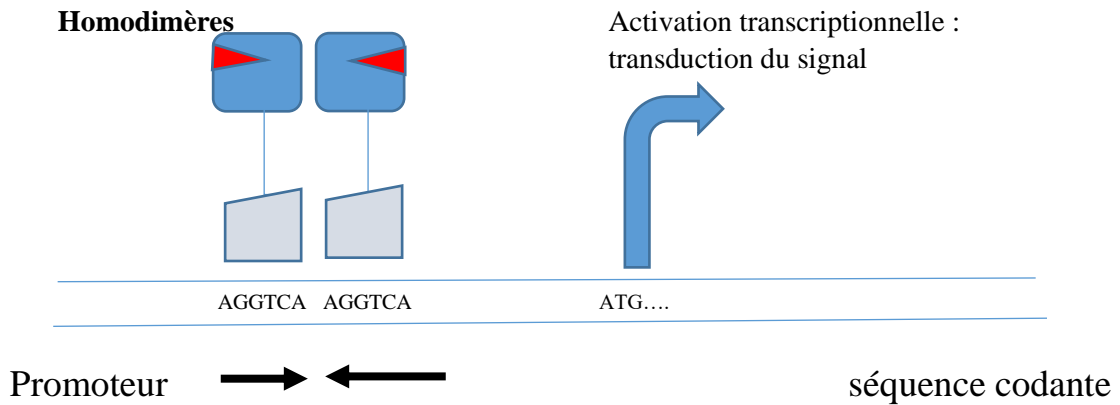 Homodimères
Activation transcriptionnelle :
transduction du signal
AGGTCA AGGTCA ATG....
Promoteur séquence codante